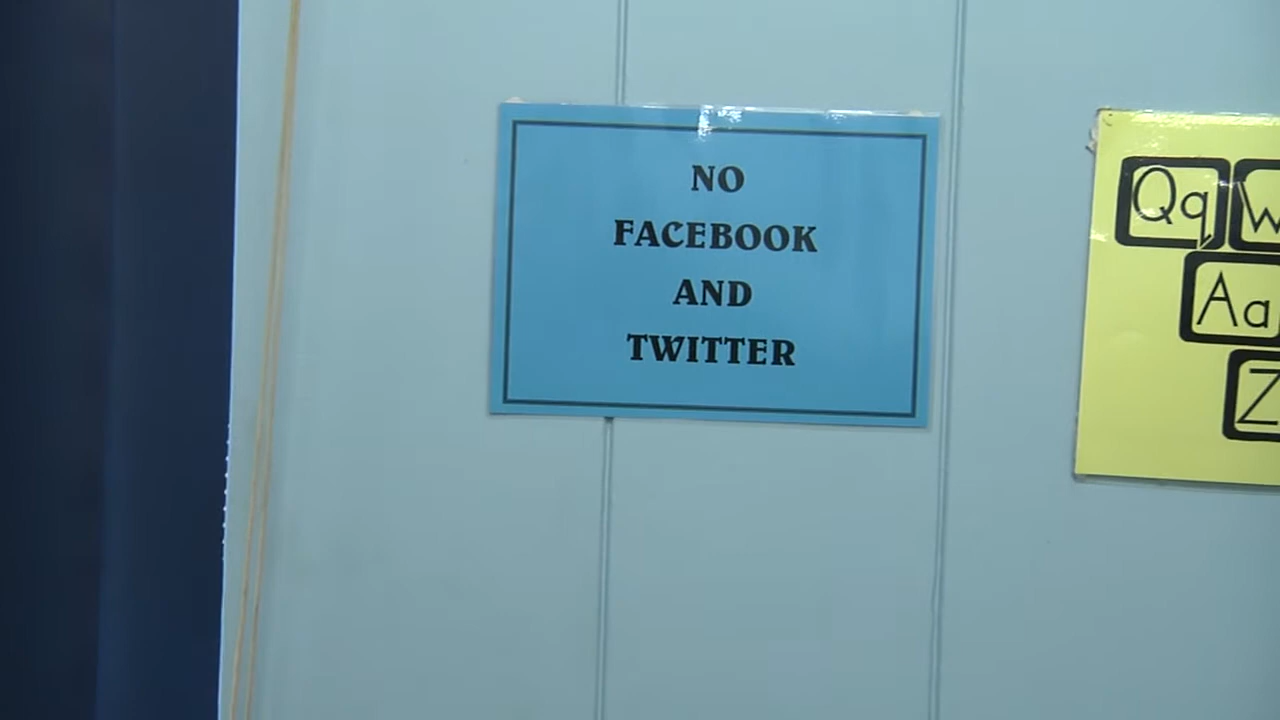 NO
FACEBOOK
AND
TWITTER
Qq W
Aa
Z